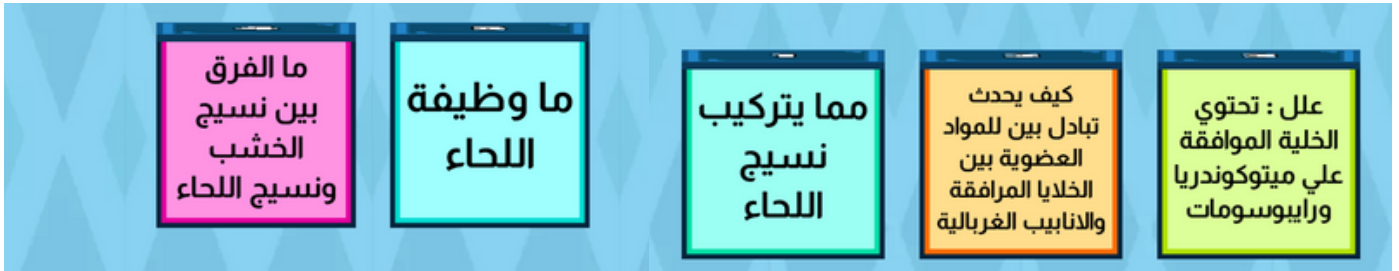 علل : تحتوي
الخلية الموافقة
علي ميتوكوندريا
ورايبوسومات
كيف يحدث
تبادل بين للمواد
العضوية بين
الخلايا المرافقة
والانابيب الغربالية
مما يتركيب
نسيج
اللحاء
ما وظيفة
اللحاء
ما الفرق
بين نسيج
الخشب
ونسيج اللحاء